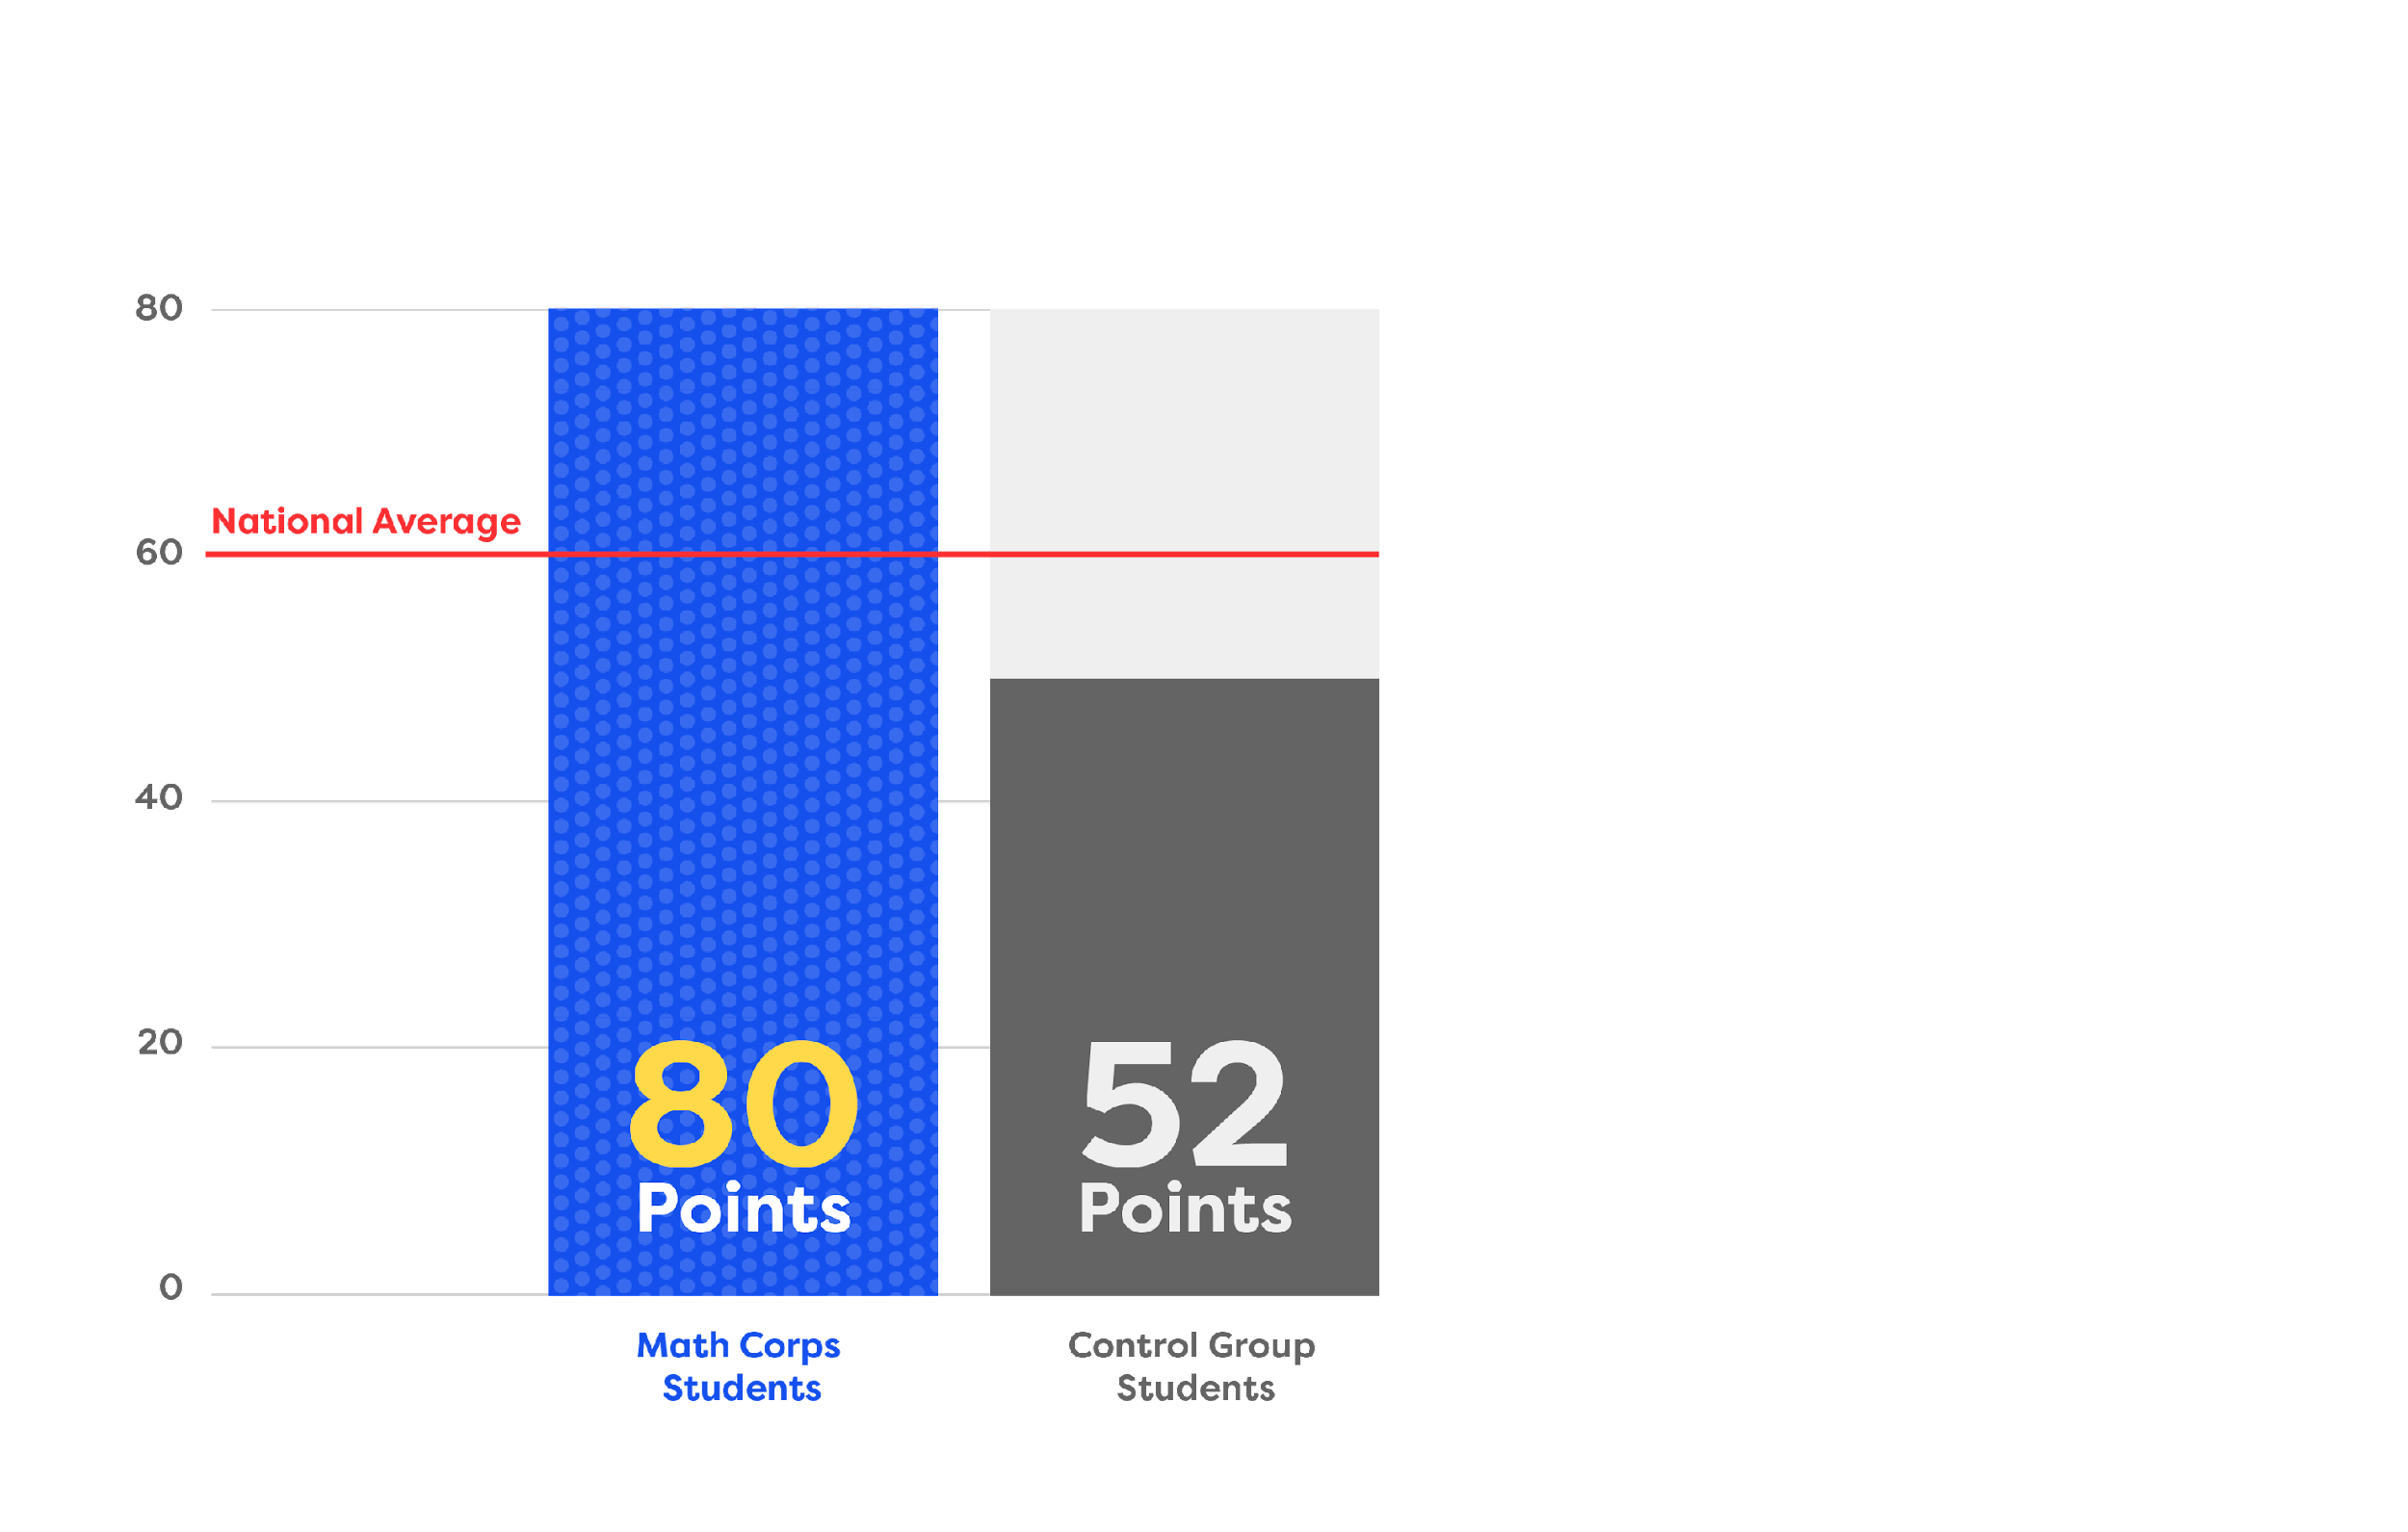 80
National Average
60
40
20
0
80
Points
52
Points
Math Corps
Students
Control Group
Students